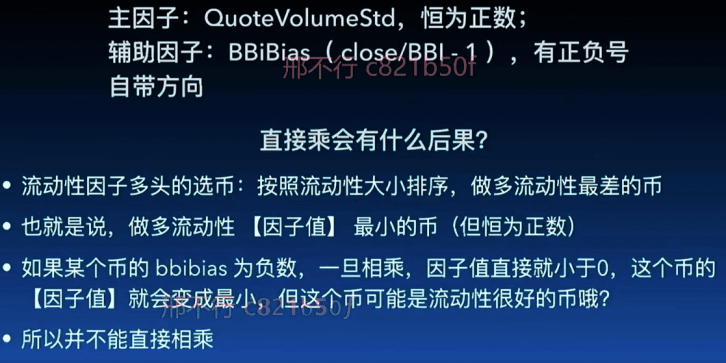 主因子：QuoteVolumeStd，恒为正数；
辅助因子：BBiBias（close/BBI - 1），有正负号
自带方向
邢不行 c821b50f
直接乘会有什么后果？
• 流动性因子多头的选币：按照流动性大小排序，做多流动性最差的币
• 也就是说，做多流动性 【因子值】 最小的币（但恒为正数）
• 如果某个币的 bbibias 为负数，一旦相乘，因子值直接就小于0，这个币的
【因子值】就会变成最小，但这个币可能是流动性很好的币哦？
邢不行 c821b50f
• 所以并不能直接相乘